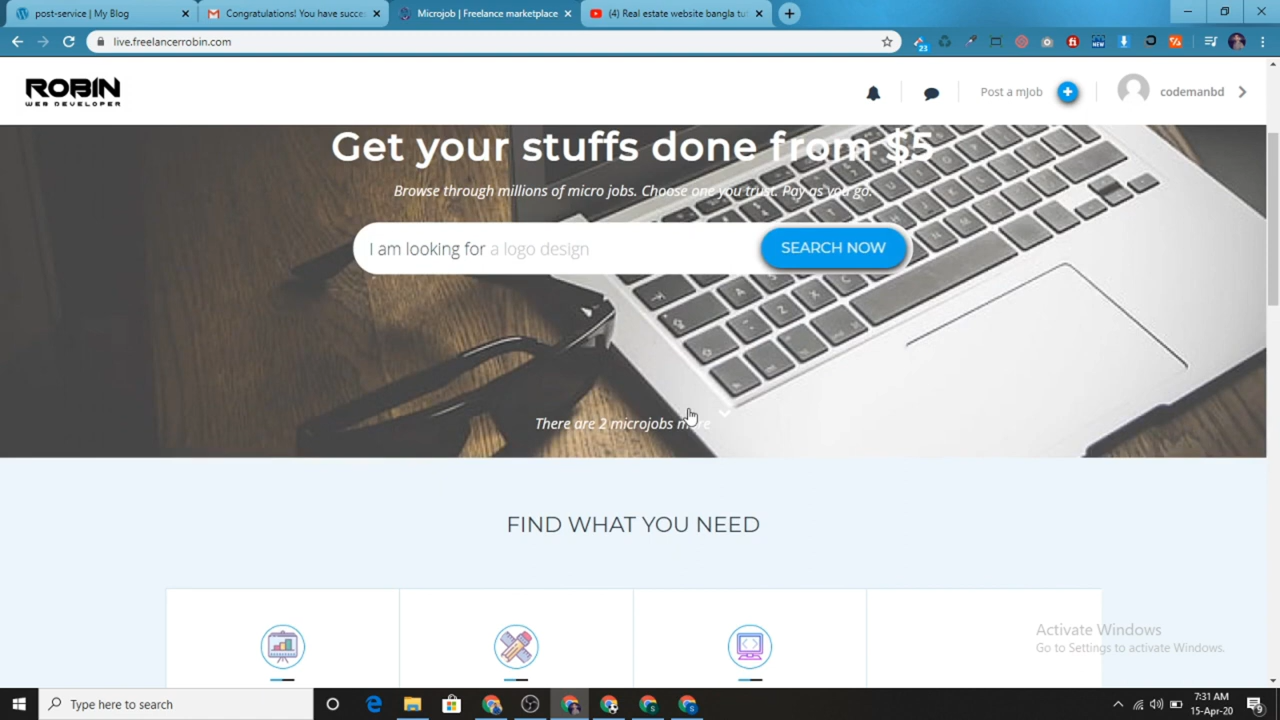 post-service | My Blog
Congratulations! You have succe
Microjob | Freelance marketplace
(4) Real estate website bangla tu
live.freelancerrobin.com
23
NEW
ROBIN
WEB DEVELOPER
Post a mJob
codemanbd
Get your stuffs done from $5
Browse through millions of micro jobs. Choose one you trust. Pay as you go.
I am looking for a logo design
SEARCH NOW
There are 2 microjobs more
FIND WHAT YOU NEED
Activate Windows
Go to Settings to activate Windows.
Type here to search
7:31 AM
15-Apr-20
9